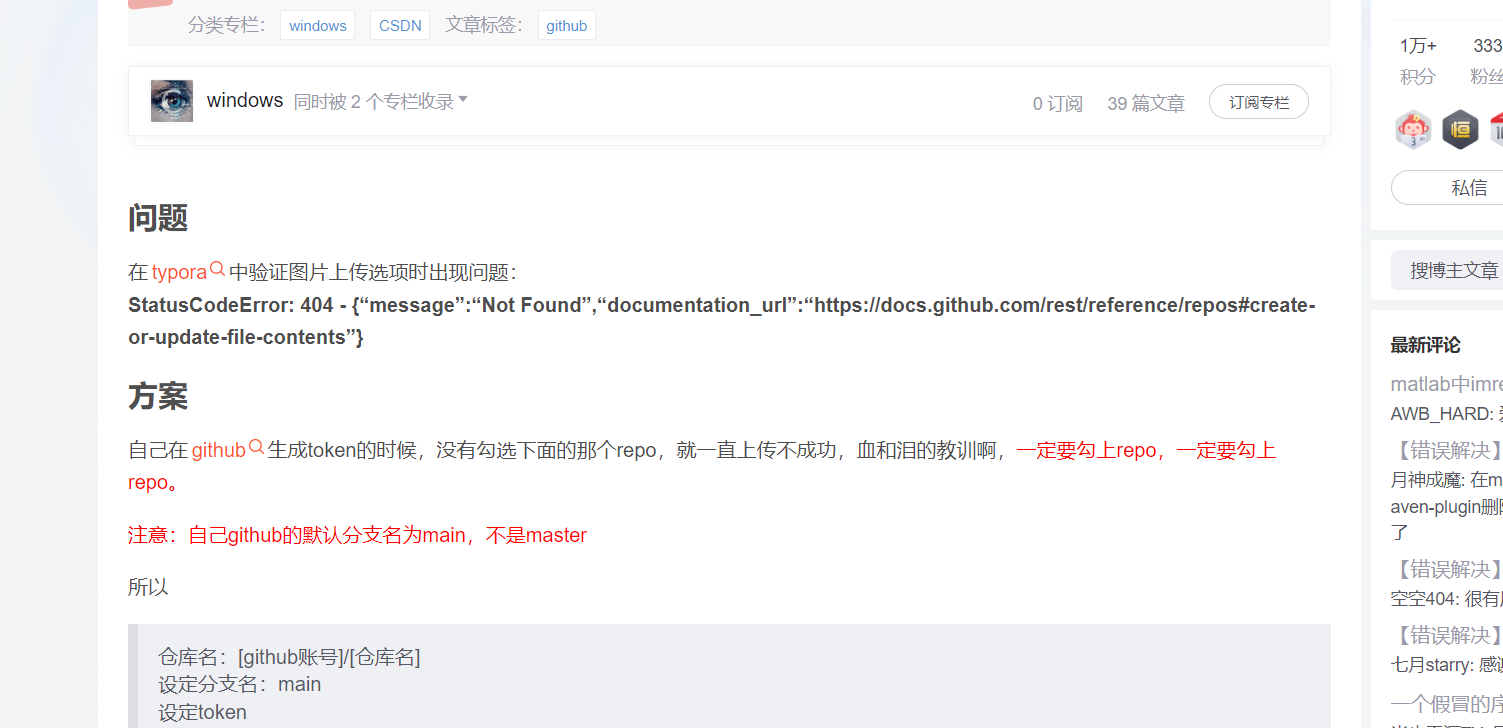 分类专栏： windows CSDN 文章标签： github
windows 同时被 2 个专栏收录
0 订阅 39 篇文章 订阅专栏
问题
在 typora 中验证图片上传选项时出现问题：
StatusCodeError: 404 - {“message”:“Not Found”,“documentation_url”:“https://docs.github.com/rest/reference/repos#create-
or-update-file-contents”}
方案
自己在 github 生成token的时候，没有勾选下面的那个repo，就一直上传不成功，血和泪的教训啊，一定要勾上repo，一定要勾上
repo。
注意：自己github的默认分支名为main，不是master
所以
仓库名：[github账号]/[仓库名]
设定分支名：main
设定token
1万+ 333
积分 粉丝
私信
搜博主文章
最新评论
matlab中imre
AWB_HARD:
【错误解决】
月神成魔: 在m
aven-plugin删
了
【错误解决】
空空404: 很有
【错误解决】
七月starry: 感
一个假冒的